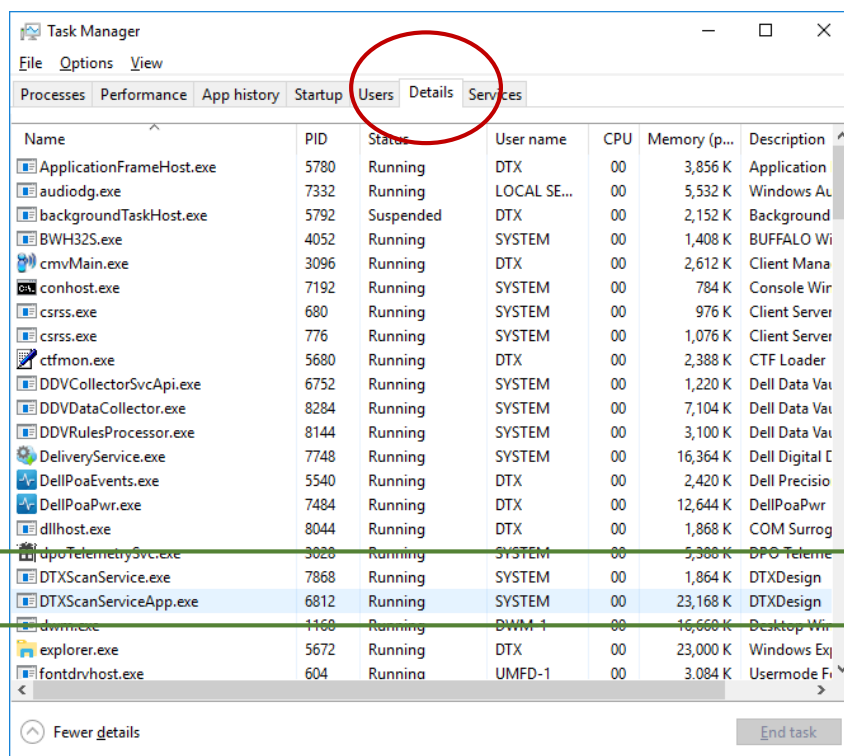 Task Manager
File Options View
Processes Performance App history Startup Users Details Services
Name PID Status User name CPU Memory (p... Description
ApplicationFrameHost.exe 5780 Running DTX 00 3,856 K Application
audiodg.exe 7332 Running LOCAL SE... 00 5,532 K Windows Au
backgroundTaskHost.exe 5792 Suspended DTX 00 2,152 K Background
BWH32S.exe 4052 Running SYSTEM 00 1,408 K BUFFALO Wi
cmvMain.exe 3096 Running DTX 00 2,612 K Client Mana
conhost.exe 7192 Running SYSTEM 00 784 K Console Wir
csrss.exe 680 Running SYSTEM 00 976 K Client Server
csrss.exe 776 Running SYSTEM 00 1,076 K Client Server
ctfmon.exe 5680 Running DTX 00 2,388 K CTF Loader
DDVCollectorSvcApi.exe 6752 Running SYSTEM 00 1,220 K Dell Data Vau
DDVDataCollector.exe 8284 Running SYSTEM 00 7,104 K Dell Data Vau
DDVRulesProcessor.exe 8144 Running SYSTEM 00 3,100 K Dell Data Vau
DeliveryService.exe 7748 Running SYSTEM 00 16,364 K Dell Digital D
DellPoaEvents.exe 5540 Running DTX 00 2,420 K Dell Precisio
DellPoaPwr.exe 7484 Running DTX 00 12,644 K DellPoaPwr
dllhost.exe 8044 Running DTX 00 1,868 K COM Surrog
dpoTelemetrySvc.exe 3028 Running SYSTEM 00 5,388 K DPO Teleme
DTXScanService.exe 7868 Running SYSTEM 00 1,864 K DTXDesign
DTXScanServiceApp.exe 6812 Running SYSTEM 00 23,168 K DTXDesign
dwm.exe 1168 Running DWM-1 00 16,660 K Desktop Wir
explorer.exe 5672 Running DTX 00 23,000 K Windows Exp
fontdrvhost.exe 604 Running UMFD-1 00 3,084 K Usermode F
Fewer details End task